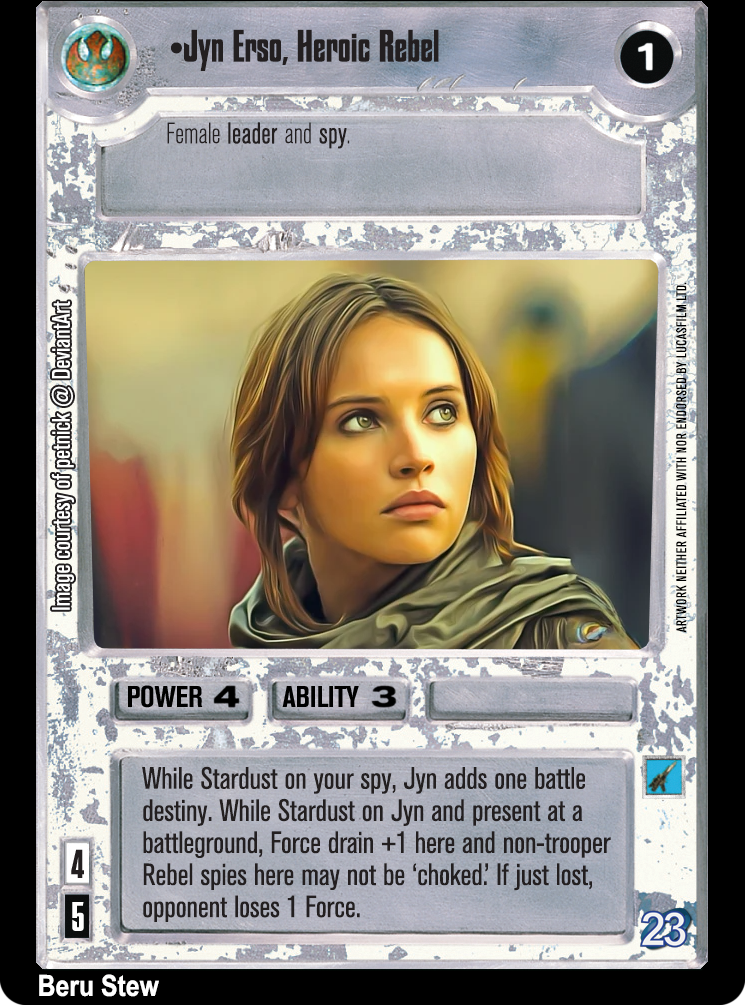 •Jyn Erso, Heroic Rebel
1
Female leader and spy.
Image courtesy of petrick @ DeviantArt
ARTWORK NEITHER AFFILIATED WITH NOR ENDORSED BY LUCASFILM LTD.
POWER 4
ABILITY 3
While Stardust on your spy, Jyn adds one battle
destiny. While Stardust on Jyn and present at a
battleground, Force drain +1 here and non-trooper
Rebel spies here may not be ‘choked.’ If just lost,
opponent loses 1 Force.
4
5
23
Beru Stew